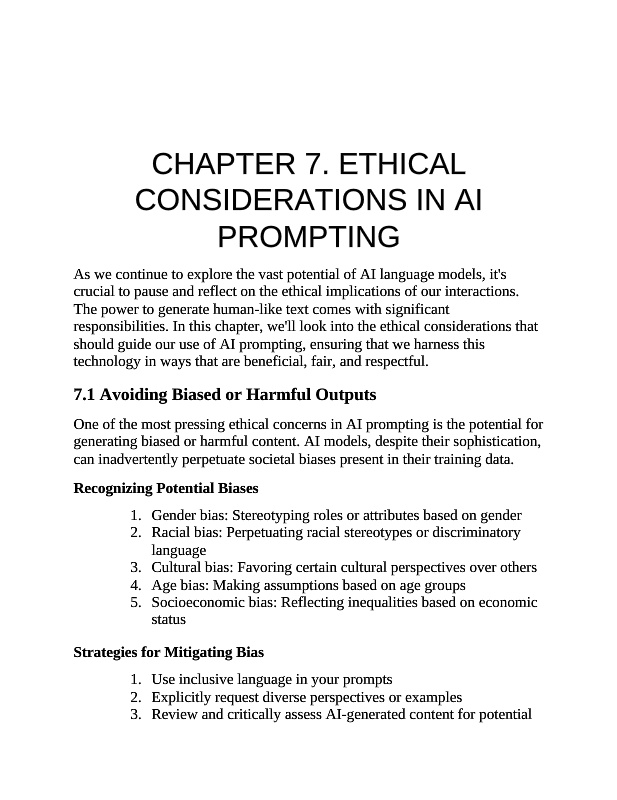 CHAPTER 7. ETHICAL
CONSIDERATIONS IN AI
PROMPTING
As we continue to explore the vast potential of AI language models, it's
crucial to pause and reflect on the ethical implications of our interactions.
The power to generate human-like text comes with significant
responsibilities. In this chapter, we'll look into the ethical considerations that
should guide our use of AI prompting, ensuring that we harness this
technology in ways that are beneficial, fair, and respectful.
7.1 Avoiding Biased or Harmful Outputs
One of the most pressing ethical concerns in AI prompting is the potential for
generating biased or harmful content. AI models, despite their sophistication,
can inadvertently perpetuate societal biases present in their training data.
Recognizing Potential Biases
1. Gender bias: Stereotyping roles or attributes based on gender
2. Racial bias: Perpetuating racial stereotypes or discriminatory
language
3. Cultural bias: Favoring certain cultural perspectives over others
4. Age bias: Making assumptions based on age groups
5. Socioeconomic bias: Reflecting inequalities based on economic
status
Strategies for Mitigating Bias
1. Use inclusive language in your prompts
2. Explicitly request diverse perspectives or examples
3. Review and critically assess AI-generated content for potential